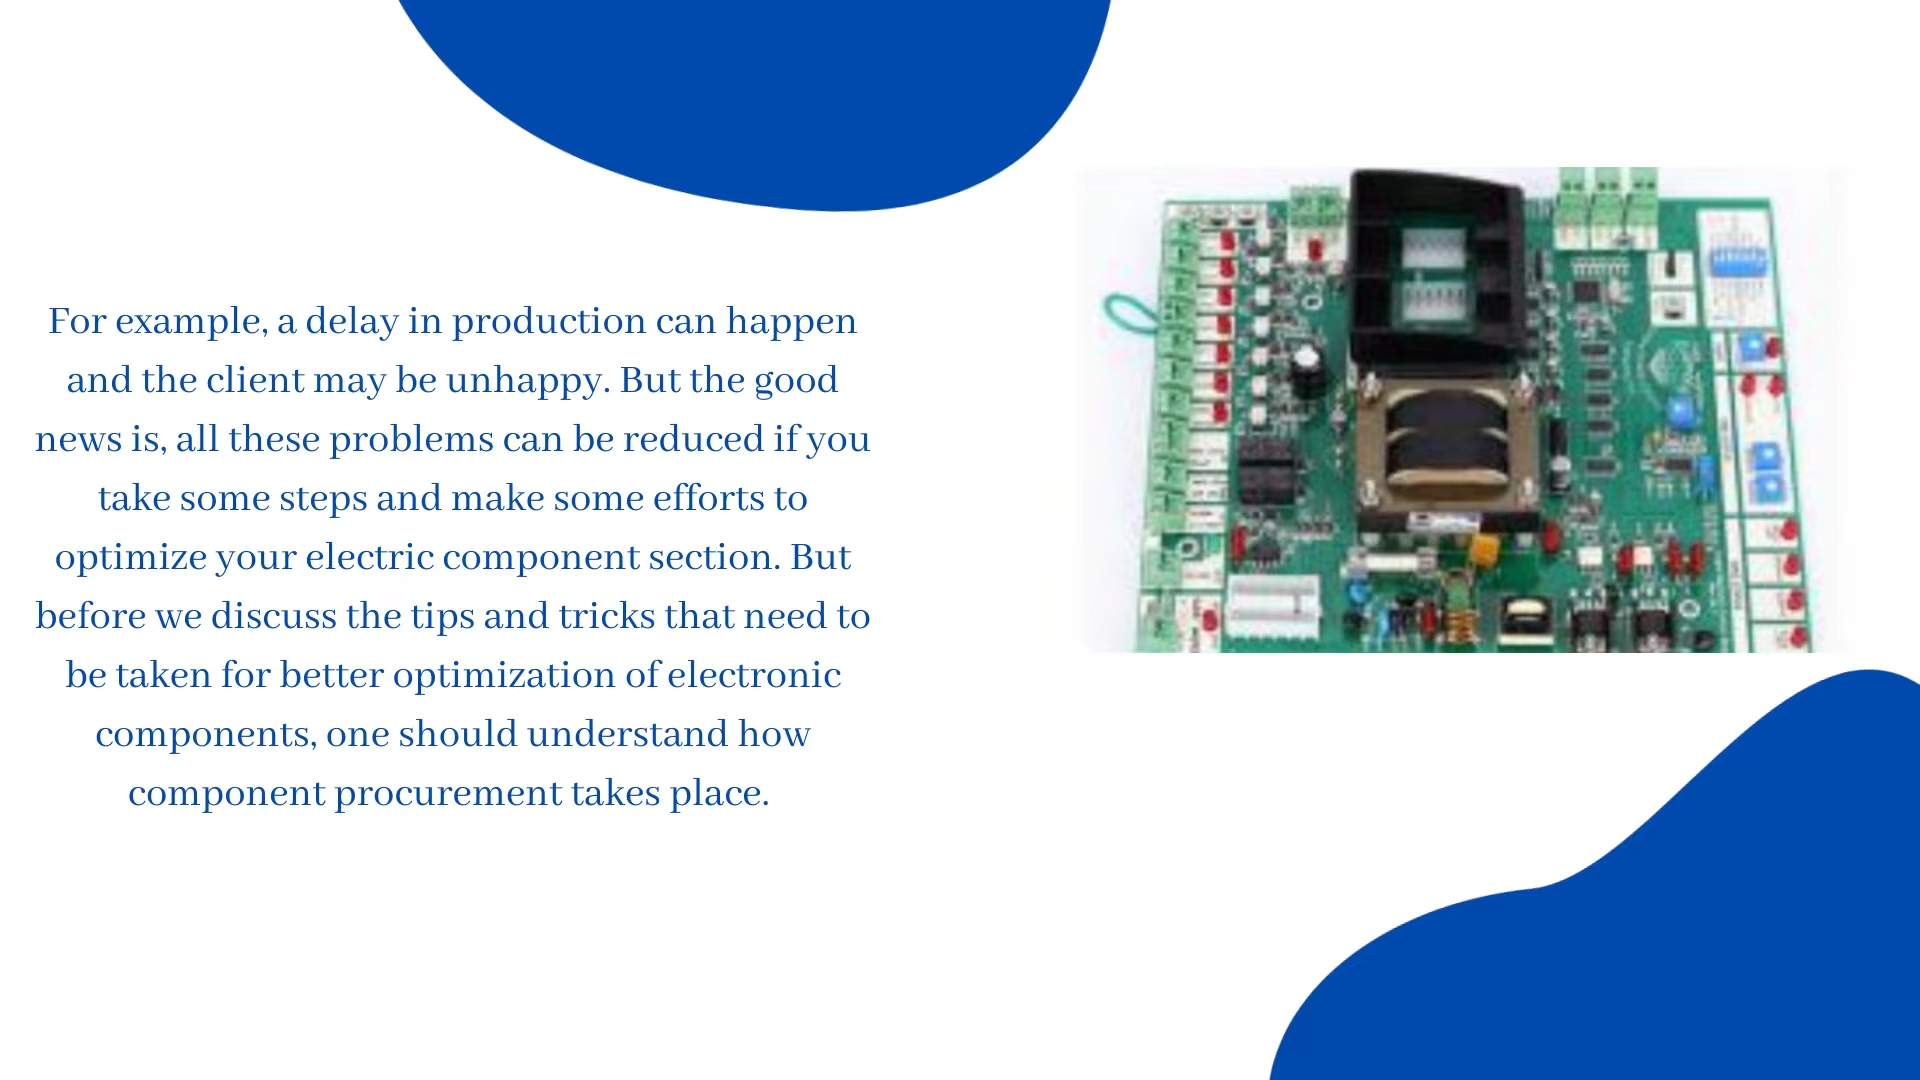 For example, a delay in production can happen
and the client may be unhappy. But the good
news is, all these problems can be reduced if you
take some steps and make some efforts to
optimize your electric component section. But
before we discuss the tips and tricks that need to
be taken for better optimization of electronic
components, one should understand how
component procurement takes place.